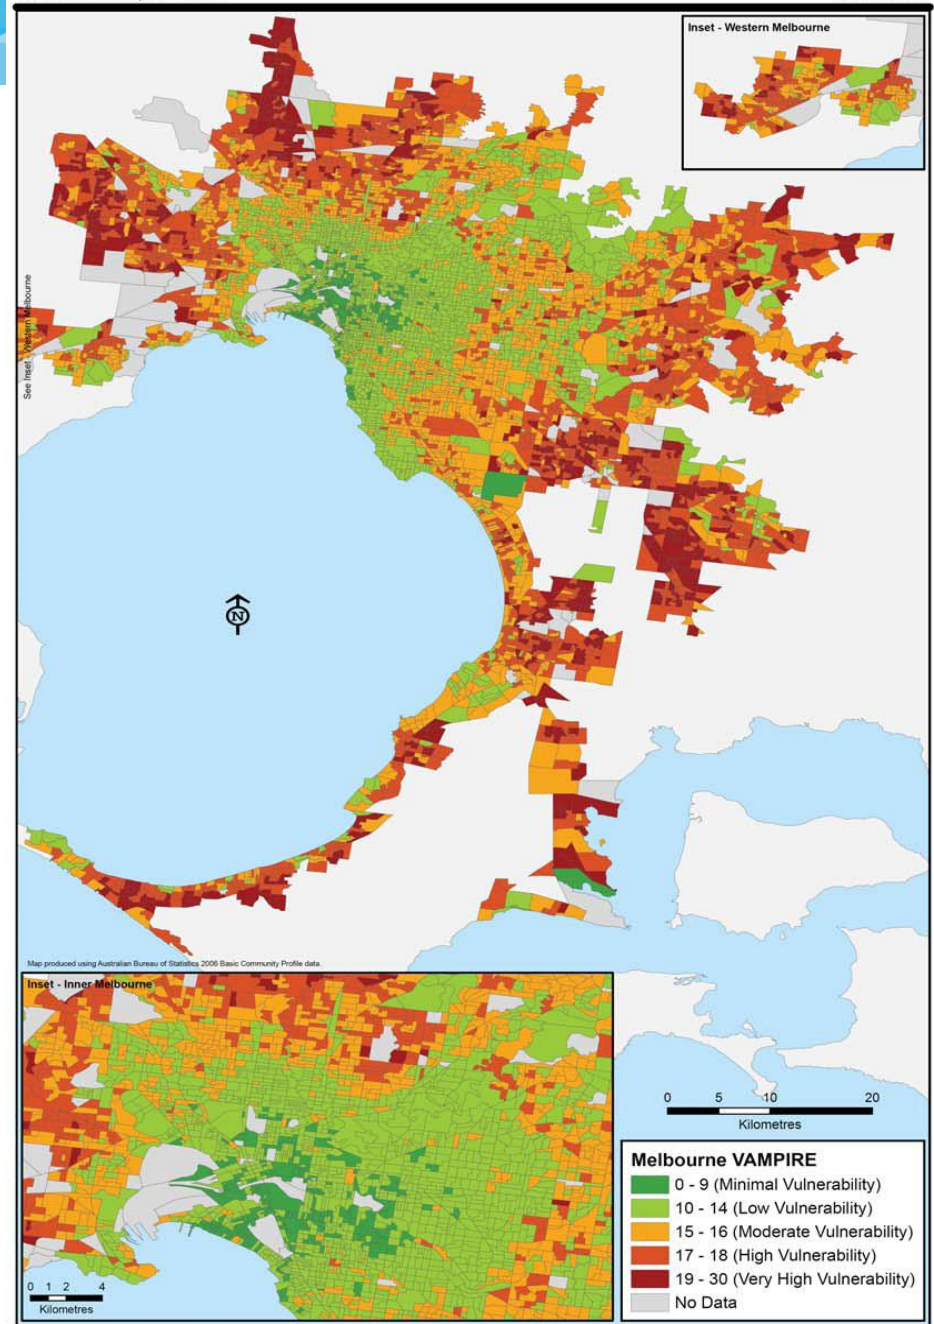 Inset - Western Melbourne
See Inset - Western Melbourne
N
Map produced using Australian Bureau of Statistics 2006 Basic Community Profile data.
Inset - Inner Melbourne
0 5 10 20
Kilometres
Melbourne VAMPIRE
0 - 9 (Minimal Vulnerability)
10 - 14 (Low Vulnerability)
15 - 16 (Moderate Vulnerability)
17 - 18 (High Vulnerability)
19 - 30 (Very High Vulnerability)
No Data
0 1 2 4
Kilometres